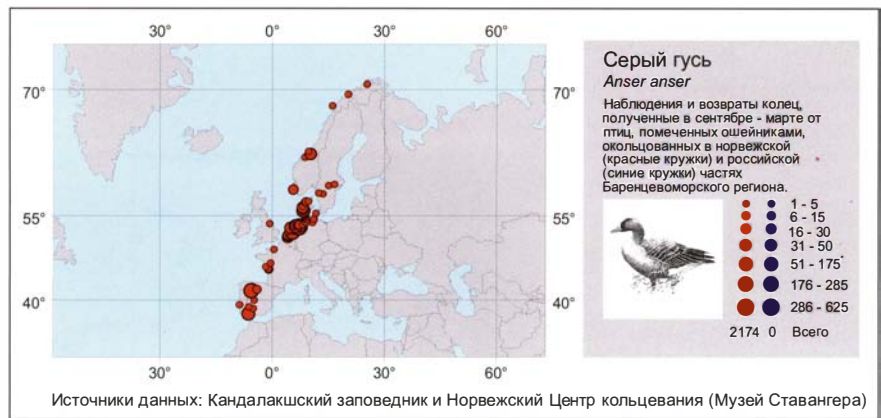 30° 0° 30° 60°
70° 70°
55° 55°
40° 40°
30° 0° 30° 60°
Серый гусь
Anser anser
Наблюдения и возвраты колец,
полученные в сентябре - марте от
птиц, помеченных ошейниками,
окольцованных в норвежской
(красные кружки) и российской
(синие кружки) частях
Баренцевоморского региона.
1 - 5
6 - 15
16 - 30
31 - 50
51 - 175
176 - 285
286 - 625
2174 0 Всего
Источники данных: Кандалакшский заповедник и Норвежский Центр кольцевания (Музей Ставангера)